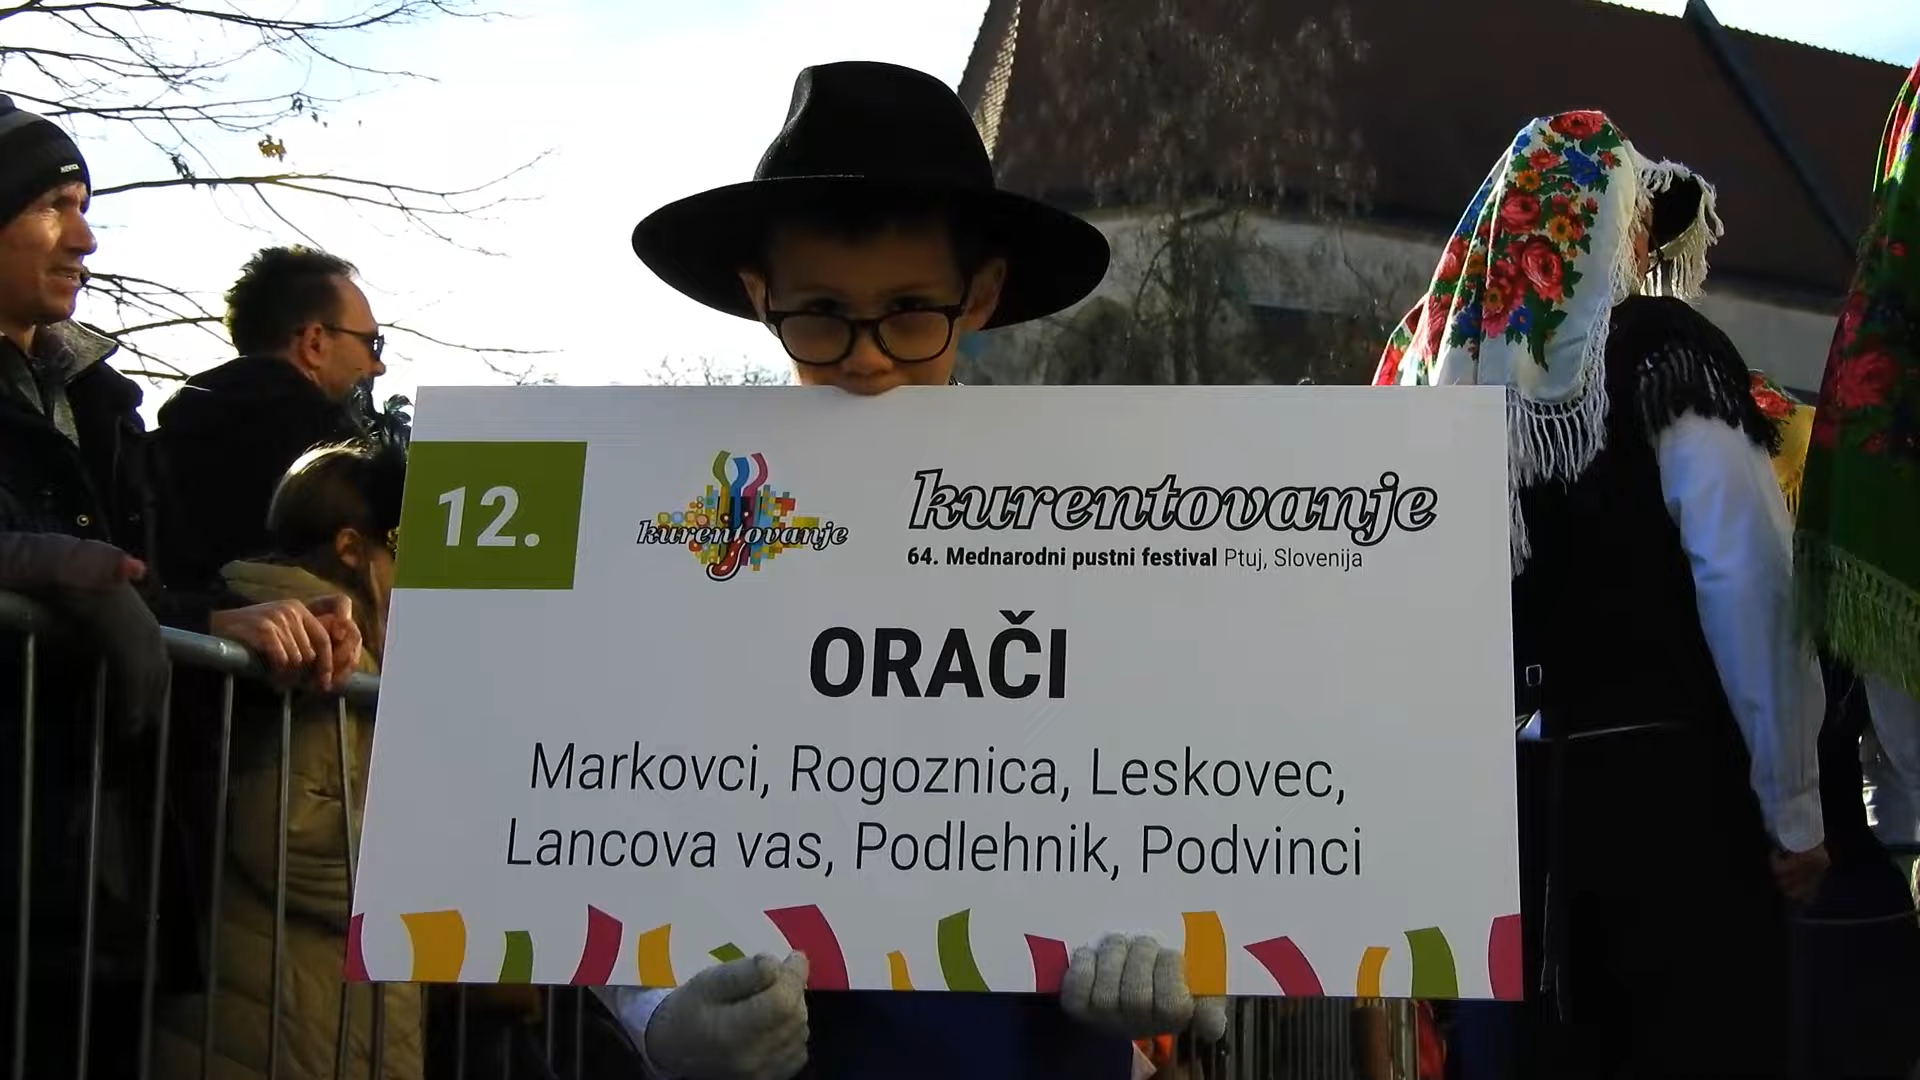 12.
kurentovanje
kurentovanje
64. Mednarodni pustni festival Ptuj, Slovenija
ORAČI
Markovci, Rogoznica, Leskovec,
Lancova vas, Podlehnik, Podvinci